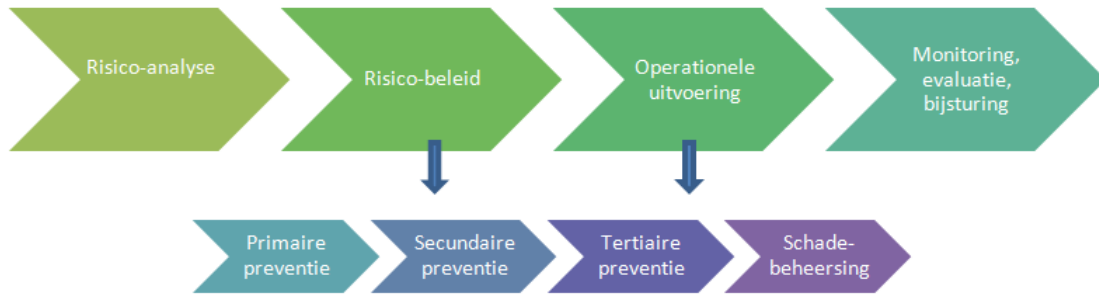 Risico-analyse
Risico-beleid
Operationele
uitvoering
Monitoring,
evaluatie,
bijsturing
Primaire
preventie
Secundaire
preventie
Tertiaire
preventie
Schade-
beheersing